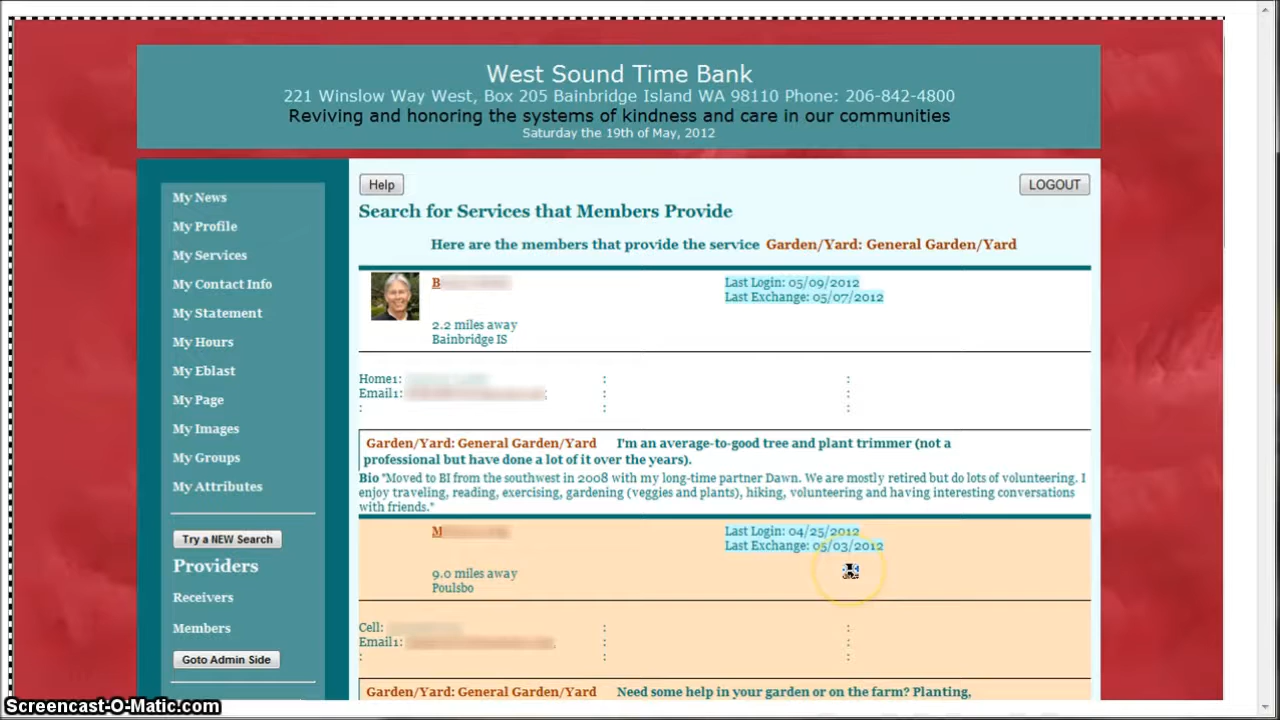 West Sound Time Bank
221 Winslow Way West, Box 205 Bainbridge Island WA 98110 Phone: 206-842-4800
Reviving and honoring the systems of kindness and care in our communities
Saturday the 19th of May, 2012
My News
My Profile
My Services
My Contact Info
My Statement
My Hours
My Eblast
My Page
My Images
My Groups
My Attributes
Try a NEW Search
Providers
Receivers
Members
Goto Admin Side
Help
LOGOUT
Search for Services that Members Provide
Here are the members that provide the service Garden/Yard: General Garden/Yard
B
Last Login: 05/09/2012
Last Exchange: 05/07/2012
2.2 miles away
Bainbridge IS
Home1: : :
Email1: ; : :
: : :
Garden/Yard: General Garden/Yard I'm an average-to-good tree and plant trimmer (not a
professional but have done a lot of it over the years).
Bio "Moved to BI from the southwest in 2008 with my long-time partner Dawn. We are mostly retired but do lots of volunteering. I
enjoy traveling, reading, exercising, gardening (veggies and plants), hiking, volunteering and having interesting conversations
with friends."
M
Last Login: 04/25/2012
Last Exchange: 05/03/2012
9.0 miles away
Poulsbo
Cell: : :
Email1: : :
: : :
Garden/Yard: General Garden/Yard Need some help in your garden or on the farm? Planting,
Screencast-O-Matic.com